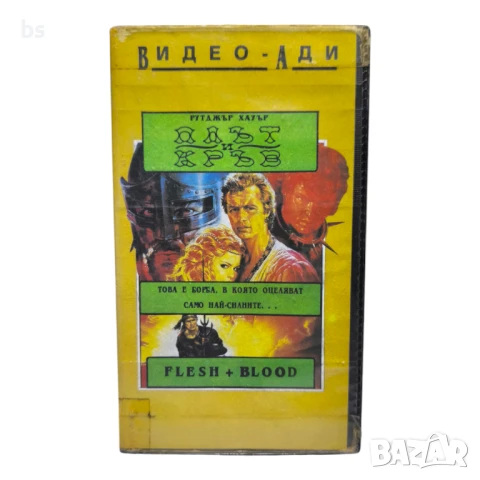 bs
ВИДЕО - АДИ
РУТДЖЪР ХАУЪР
ПЛЪТ
И
КРЪВ
ТОВА Е БОРБА, В КОЯТО ОЦЕЛЯВАТ
САМО НАЙ-СИЛНИТЕ. . .
FLESH + BLOOD
BAZAR